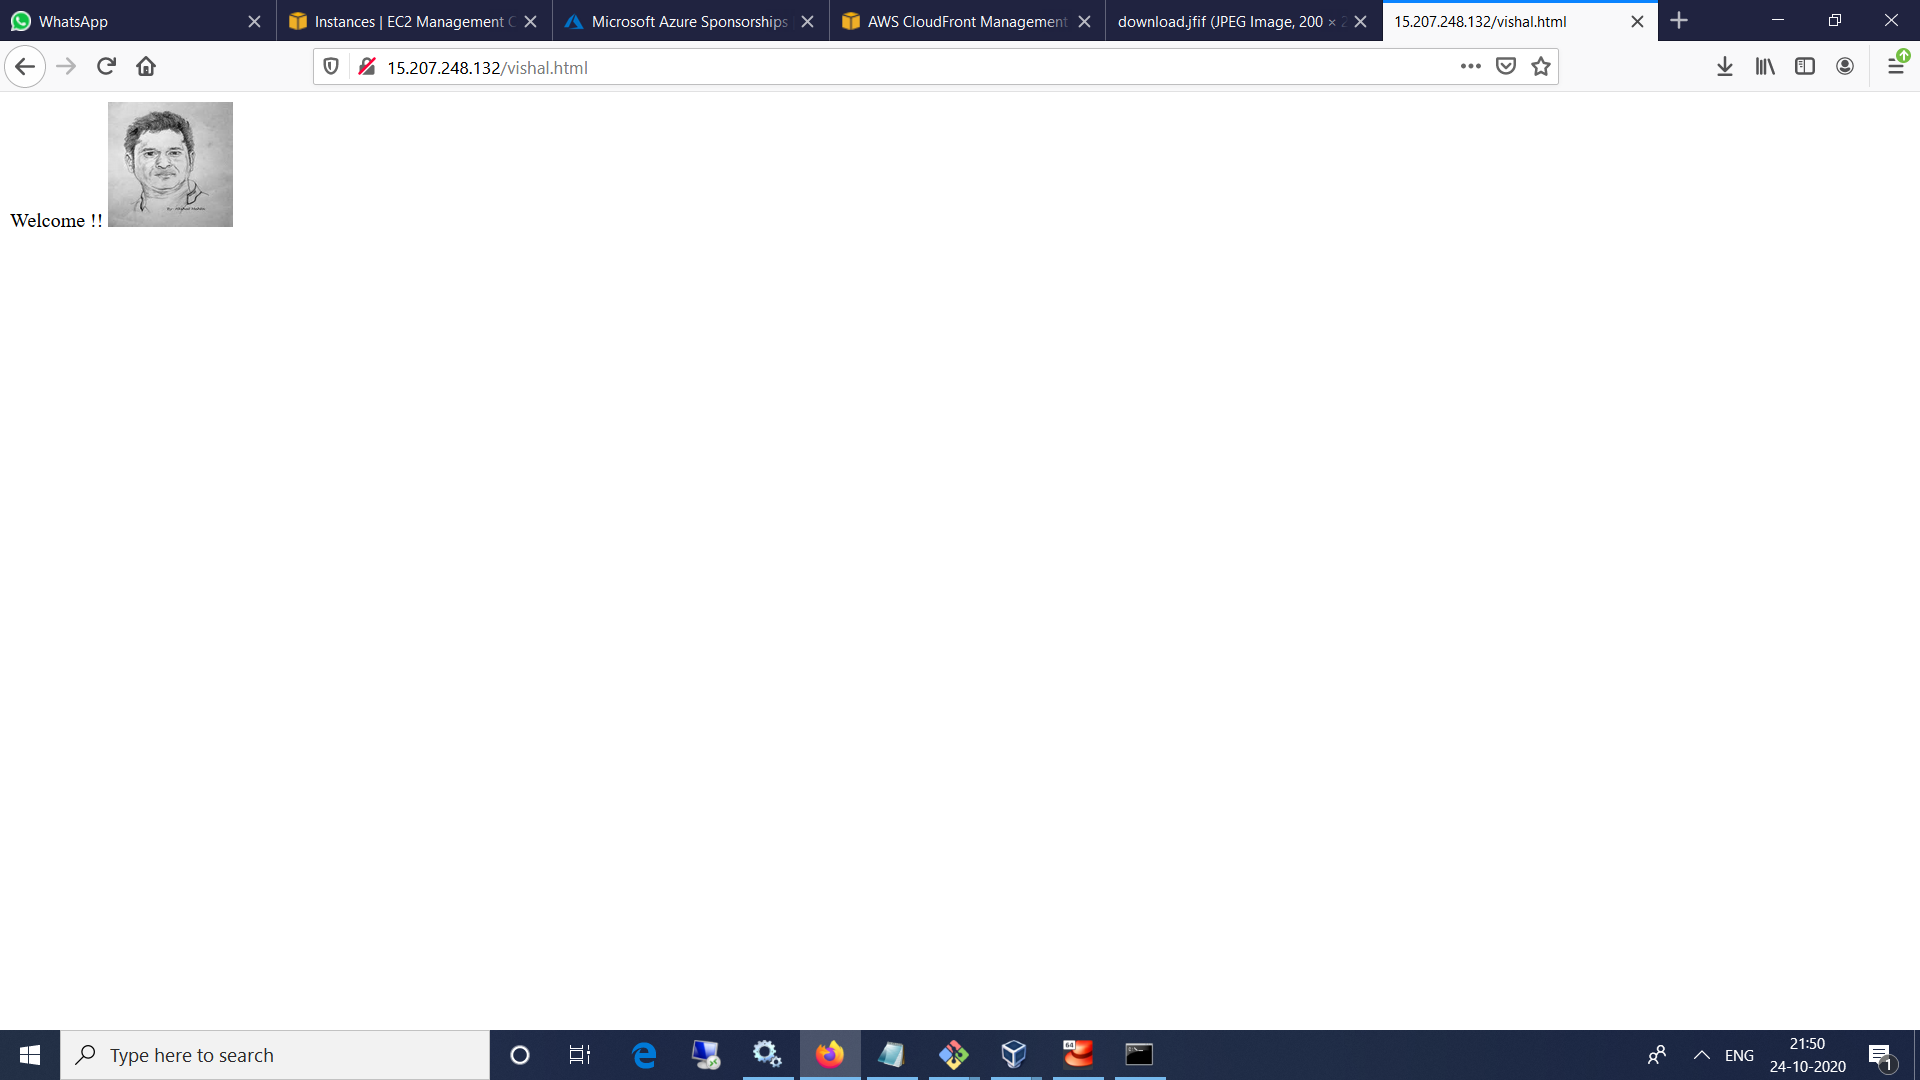 WhatsApp
Instances | EC2 Management C
Microsoft Azure Sponsorships
AWS CloudFront Management
download.jfif (JPEG Image, 200 × 2
15.207.248.132/vishal.html
15.207.248.132/vishal.html
Welcome !!
Type here to search
64
ENG
21:50
24-10-2020
1